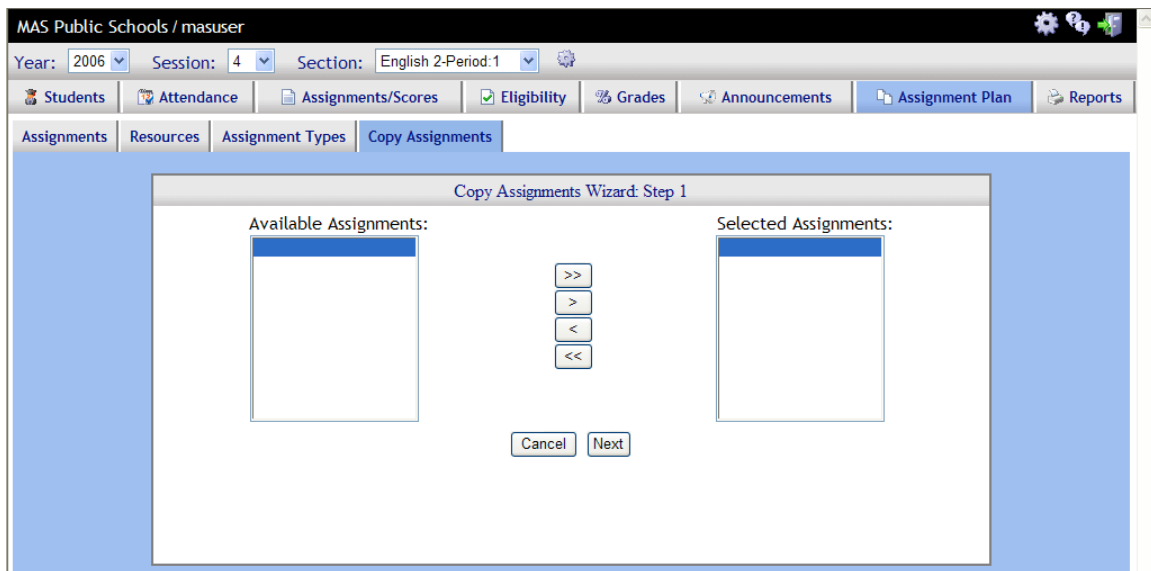 MAS Public Schools / masuser
Year: 2006 Session: 4 Section: English 2-Period:1
Students Attendance Assignments/Scores Eligibility Grades Announcements Assignment Plan Reports
Assignments Resources Assignment Types Copy Assignments
Copy Assignments Wizard: Step 1
Available Assignments: Selected Assignments:
>>
>
<
<<
Cancel Next